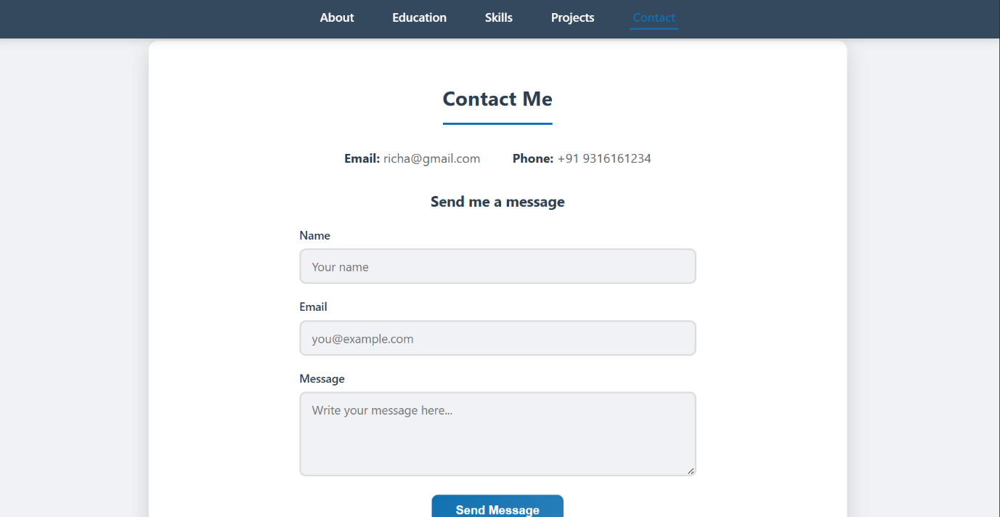 About Education Skills Projects Contact
Contact Me
Email: richa@gmail.com Phone: +91 9316161234
Send me a message
Name
Your name
Email
you@example.com
Message
Write your message here...
Send Message